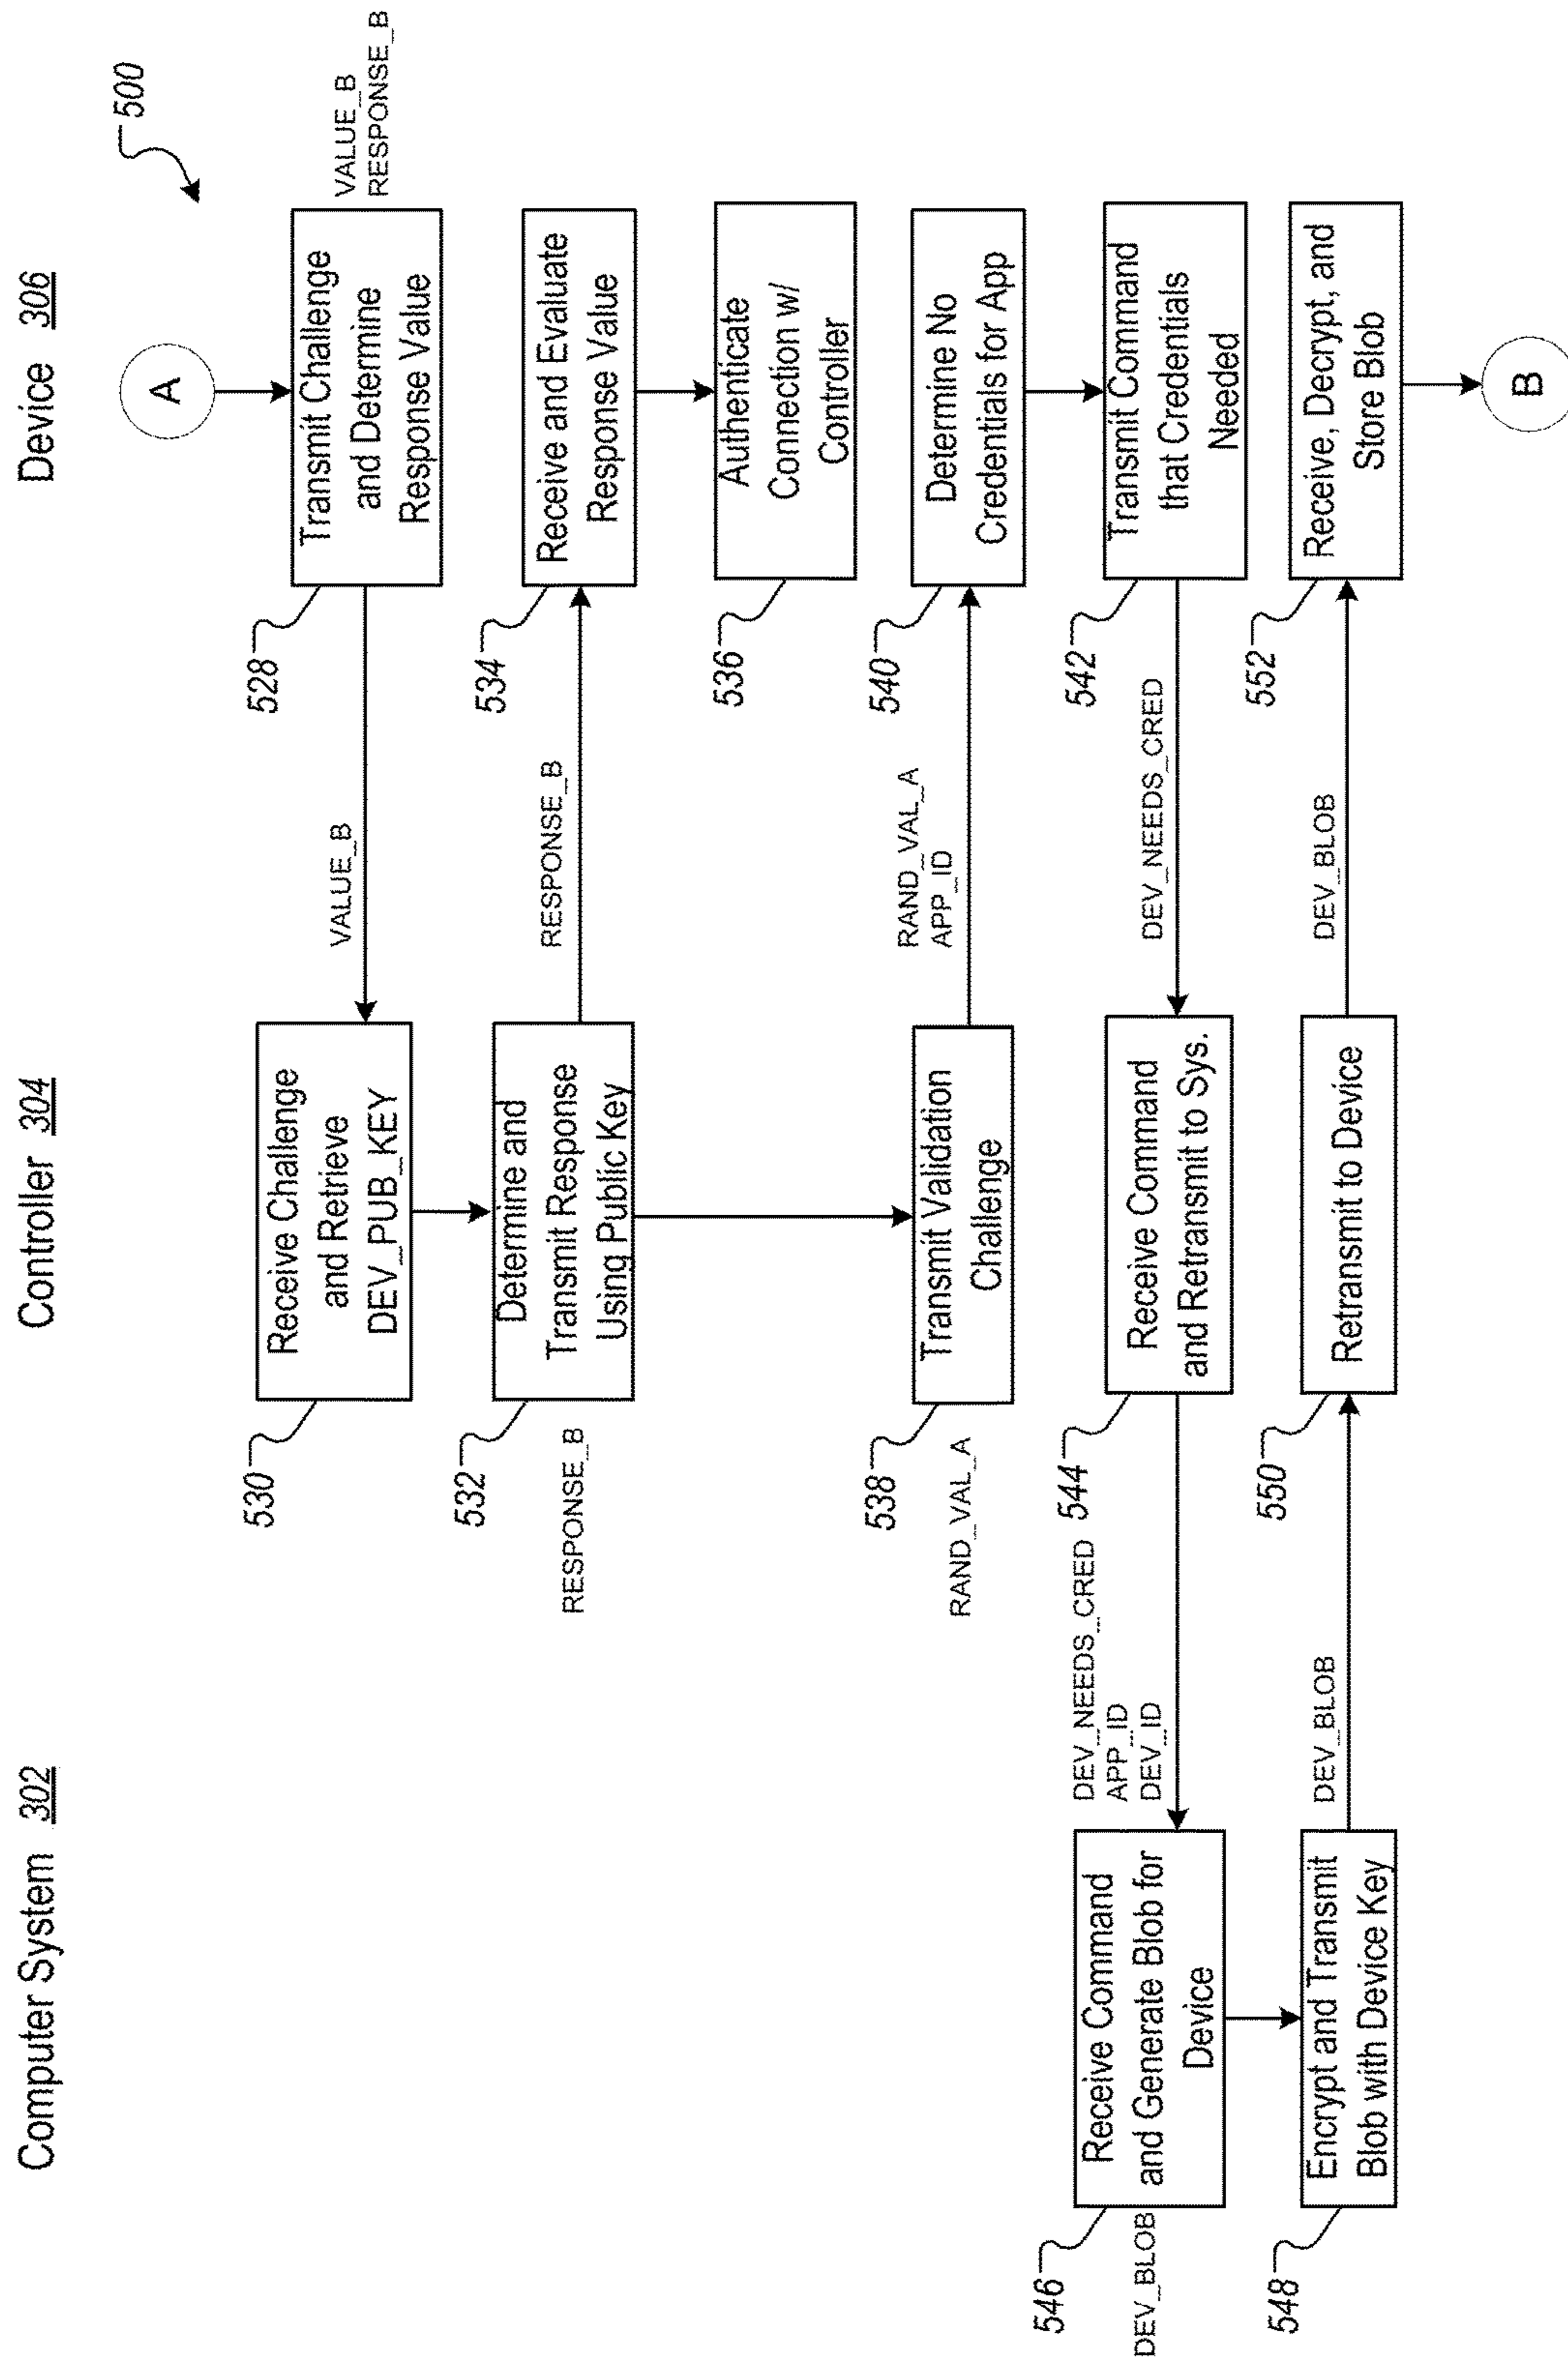 Computer System 302
Controller 304
Device 306
500
A
528
Transmit Challenge
and Determine
Response Value
VALUE_B
RESPONSE_B
VALUE_B
530
Receive Challenge
and Retrieve
DEV_PUB_KEY
532
RESPONSE_B
Determine and
Transmit Response
Using Public Key
RESPONSE_B
534
Receive and Evaluate
Response Value
536
Authenticate
Connection w/
Controller
538
RAND_VAL_A
Transmit Validation
Challenge
RAND_VAL_A
APP_ID
540
Determine No
Credentials for App
542
Transmit Command
that Credentials
Needed
DEV_NEEDS_CRED
544
Receive Command
and Retransmit to Sys.
DEV_NEEDS_CRED
APP_ID
DEV_ID
546
DEV_BLOB
Receive Command
and Generate Blob for
Device
548
Encrypt and Transmit
Blob with Device Key
DEV_BLOB
550
Retransmit to Device
DEV_BLOB
552
Receive, Decrypt, and
Store Blob
B